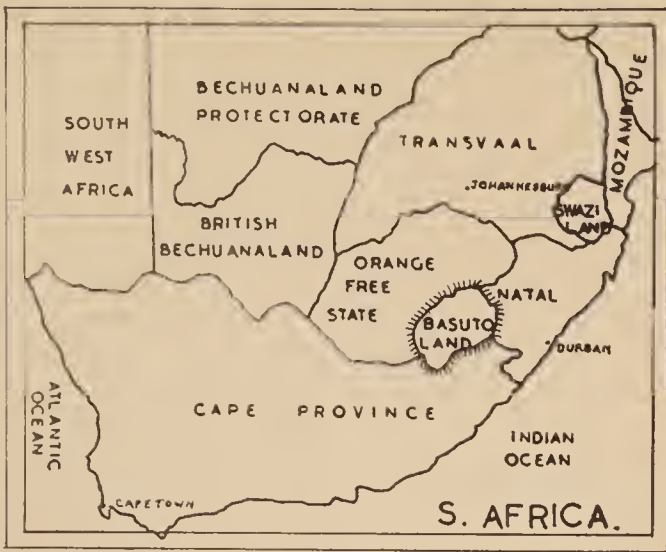 BECHUANALAND
PROTECTORATE
SOUTH
WEST
AFRICA
TRANSVAAL
MOZAMBIQUE
JOHANNESBURG
SWAZI
LAND
BRITISH
BECHUANALAND
ORANGE
FREE
STATE
NATAL
BASUTO
LAND
DURBAN
ATLANTIC
OCEAN
CAPE PROVINCE
INDIAN
OCEAN
CAPETOWN
S. AFRICA.